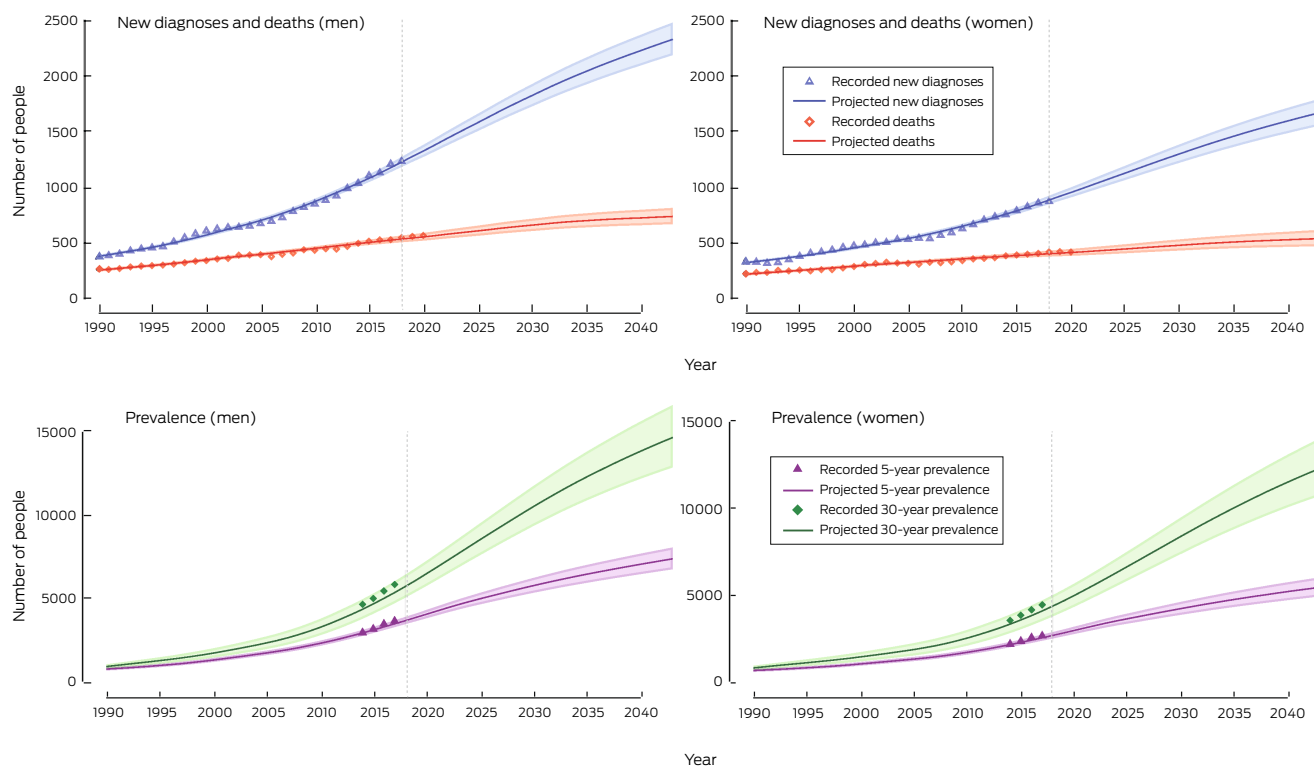 New diagnoses and deaths (men)
Number of people
2500
2000
1500
1000
500
0
1990 1995 2000 2005 2010 2015 2020 2025 2030 2035 2040
New diagnoses and deaths (women)
2500
2000
1500
1000
500
0
Recorded new diagnoses
Projected new diagnoses
Recorded deaths
Projected deaths
1990 1995 2000 2005 2010 2015 2020 2025 2030 2035 2040
Year
Prevalence (men)
Number of people
15000
10000
5000
0
1990 1995 2000 2005 2010 2015 2020 2025 2030 2035 2040
Prevalence (women)
15000
10000
5000
0
Recorded 5-year prevalence
Projected 5-year prevalence
Recorded 30-year prevalence
Projected 30-year prevalence
1990 1995 2000 2005 2010 2015 2020 2025 2030 2035 2040
Year